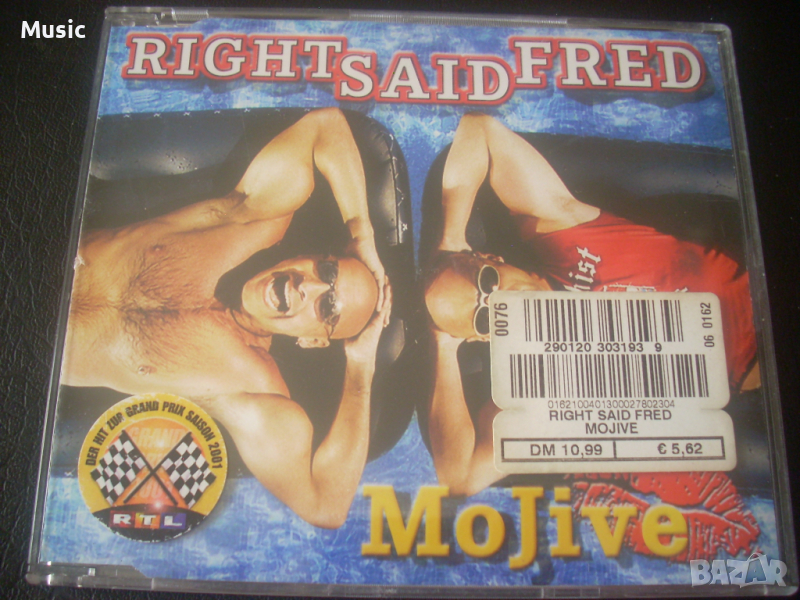 Music
RIGHT SAID FRED
0076
290120 303193 9
06 0162
0162100401300027802304
RIGHT SAID FRED
MOJIVE
DM 10,99
€ 5,62
DER HIT ZUR GRAND PRIX SAISON 2001
RTL
MoJive
BAZAR